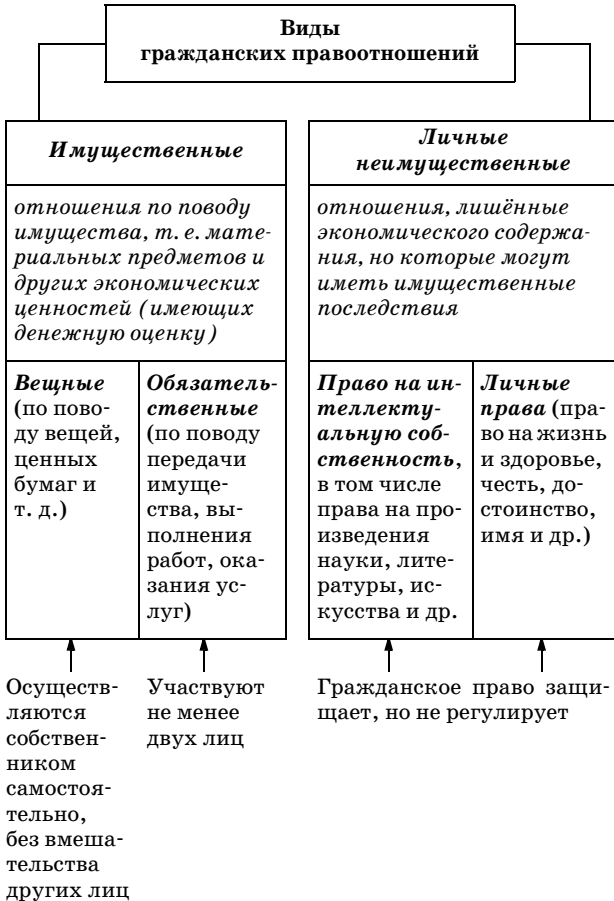 Виды
гражданских правоотношений
Имущественные
Личные
неимущественные
отношения по поводу
имущества, т. е. мате-
риальных предметов и
других экономических
ценностей (имеющих
денежную оценку)
отношения, лишённые
экономического содержа-
ния, но которые могут
иметь имущественные
последствия
Вещные
(по пово-
ду вещей,
ценных
бумаг и
т. д.)
Обязатель-
ственные
(по поводу
передачи
имуще-
ства, вы-
полнения
работ, ока-
зания ус-
луг)
Право на ин-
теллекту-
альную соб-
ственность,
в том числе
права на про-
изведения
науки, лите-
ратуры, ис-
кусства и др.
Личные
права (пра-
во на жизнь
и здоровье,
честь, до-
стоинство,
имя и др.)
Осуществ-
ляются
собствен-
ником
самостоя-
тельно,
без вмеша-
тельства
других лиц
Участвуют
не менее
двух лиц
Гражданское право защи-
щает, но не регулирует